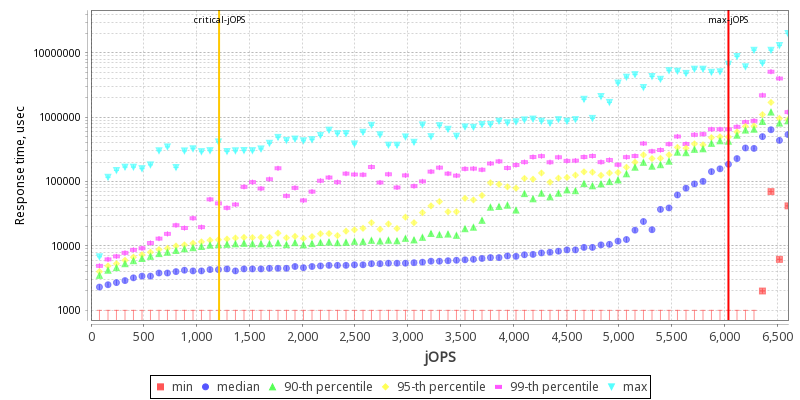 critical-jOPS
max-jOPS
10000000
1000000
100000
10000
1000
Response time, usec
0
500
1,000
1,500
2,000
2,500
3,000
3,500
4,000
4,500
5,000
5,500
6,000
6,500
jOPS
min
median
90-th percentile
95-th percentile
99-th percentile
max